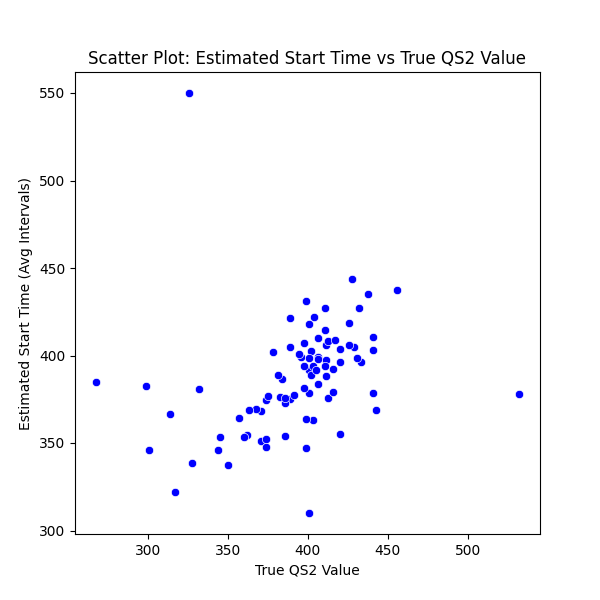 Scatter Plot: Estimated Start Time vs True QS2 Value
Estimated Start Time (Avg Intervals)
550
500
450
400
350
300
300 350 400 450 500
True QS2 Value